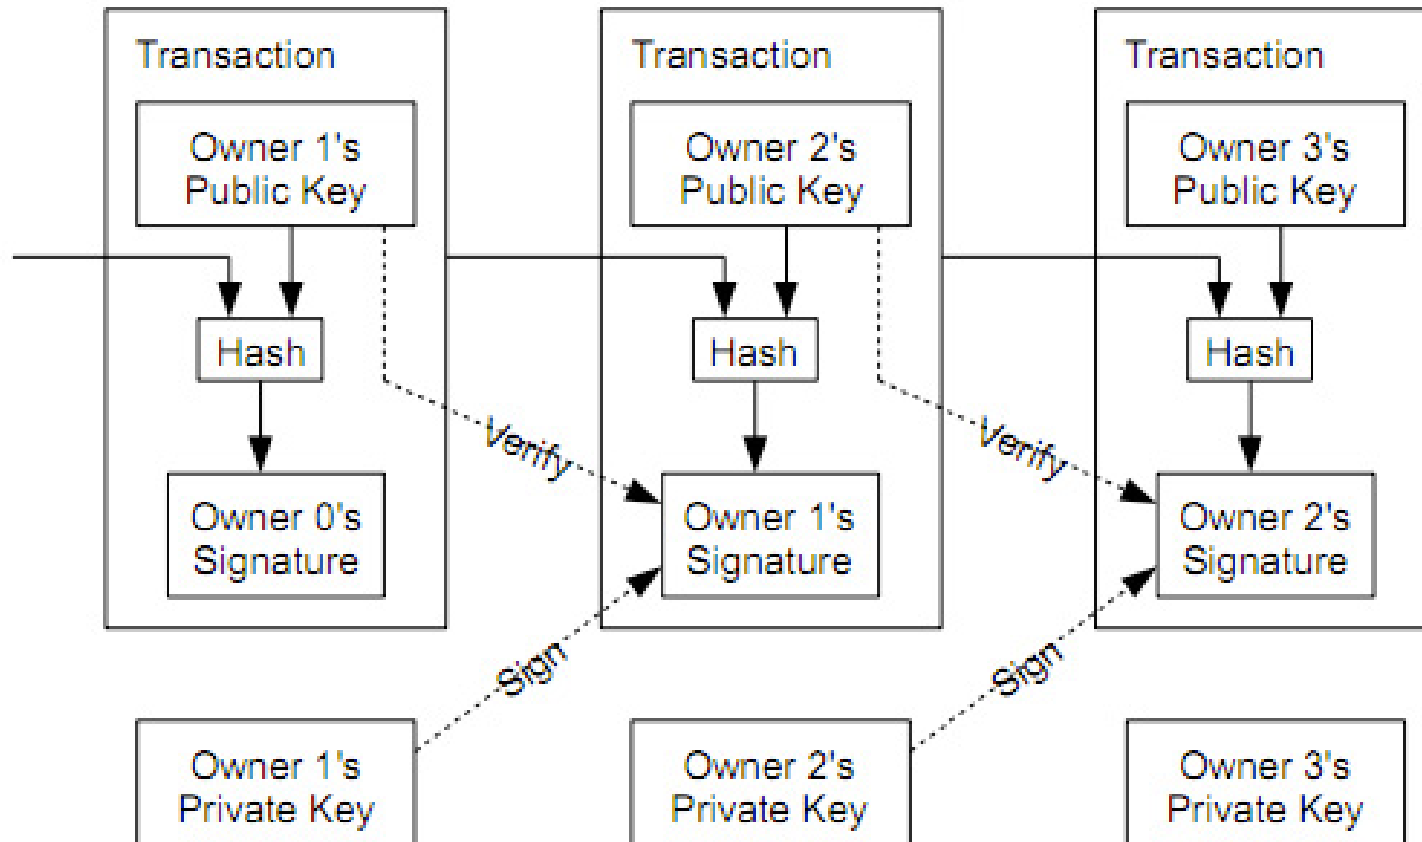 Transaction
Owner 1's
Public Key
Hash
Owner 0's
Signature
Transaction
Owner 2's
Public Key
Hash
Verify
Owner 1's
Signature
Sign
Transaction
Owner 3's
Public Key
Hash
Verify
Owner 2's
Signature
Sign
Owner 1's
Private Key
Owner 2's
Private Key
Owner 3's
Private Key